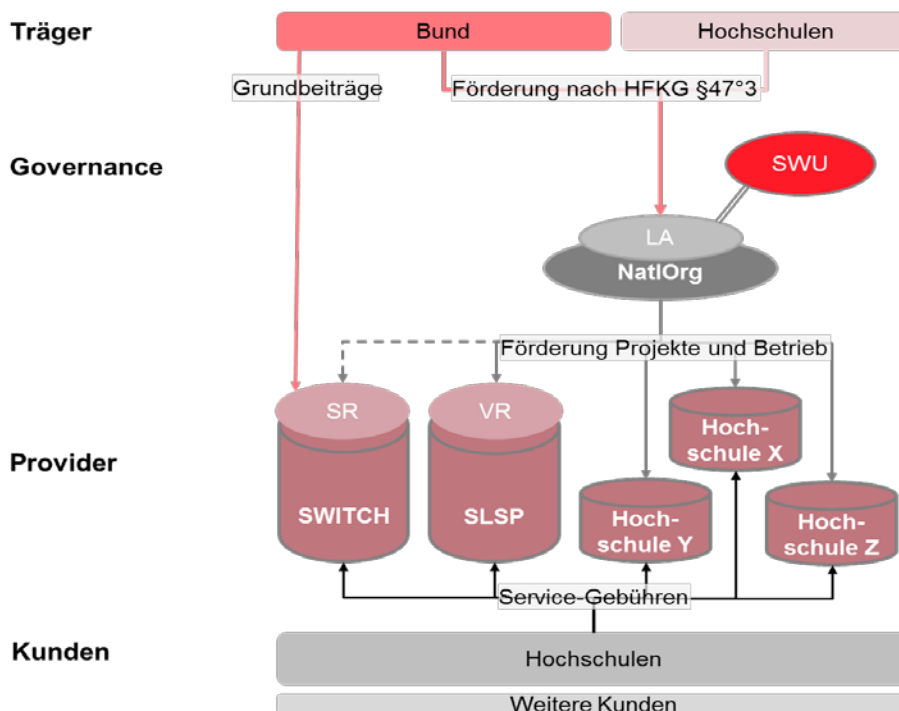 Träger
Bund
Hochschulen
Grundbeiträge
Förderung nach HFKG §47°3
Governance
SWU
LA
NatlOrg
Förderung Projekte und Betrieb
SR
VR
Hoch-
schule X
Provider
SWITCH
SLSP
Hoch-
schule Y
Hoch-
schule Z
Service-Gebühren
Kunden
Hochschulen
Weitere Kunden